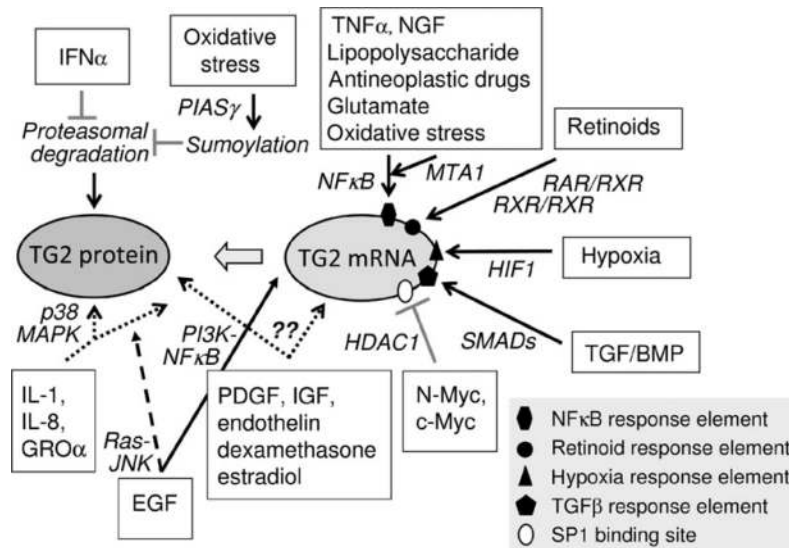 IFNα
Oxidative
stress
TNFα, NGF
Lipopolysaccharide
Antineoplastic drugs
Glutamate
Oxidative stress
Retinoids
PIASγ
Proteasomal
degradation
Sumoylation
NFκB
MTA1
RAR/RXR
RXR/RXR
TG2 protein
TG2 mRNA
Hypoxia
HIF1
p38
MAPK
PI3K-
NFκB
??
HDAC1
SMADs
TGF/BMP
IL-1,
IL-8,
GROα
Ras-
JNK
EGF
PDGF, IGF,
endothelin
dexamethasone
estradiol
N-Myc,
c-Myc
NFκB response element
Retinoid response element
Hypoxia response element
TGFβ response element
SP1 binding site